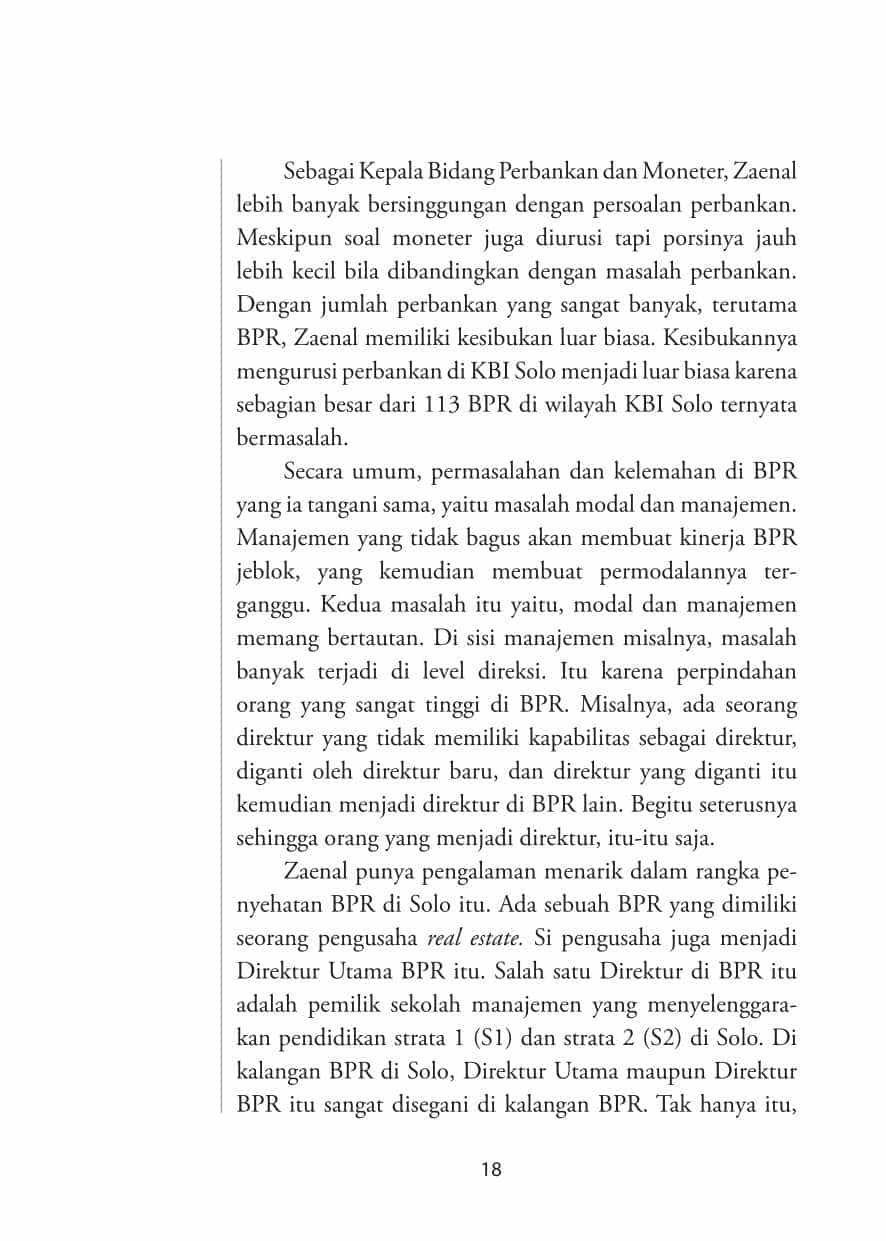 Sebagai Kepala Bidang Perbankan dan Moneter, Zaenal
lebih banyak bersinggungan dengan persoalan perbankan.
Meskipun soal moneter juga diurusi tapi porsinya jauh
lebih kecil bila dibandingkan dengan masalah perbankan.
Dengan jumlah perbankan yang sangat banyak, terutama
BPR, Zaenal memiliki kesibukan luar biasa. Kesibukannya
mengurusi perbankan di KBI Solo menjadi luar biasa karena
sebagian besar dari 113 BPR di wilayah KBI Solo ternyata
bermasalah.
Secara umum, permasalahan dan kelemahan di BPR
yang ia tangani sama, yaitu masalah modal dan manajemen.
Manajemen yang tidak bagus akan membuat kinerja BPR
jeblok, yang kemudian membuat permodalannya ter-
ganggu. Kedua masalah itu yaitu, modal dan manajemen
memang bertautan. Di sisi manajemen misalnya, masalah
banyak terjadi di level direksi. Itu karena perpindahan
orang yang sangat tinggi di BPR. Misalnya, ada seorang
direktur yang tidak memiliki kapabilitas sebagai direktur,
diganti oleh direktur baru, dan direktur yang diganti itu
kemudian menjadi direktur di BPR lain. Begitu seterusnya
sehingga orang yang menjadi direktur, itu-itu saja.
Zaenal punya pengalaman menarik dalam rangka pe-
nyehatan BPR di Solo itu. Ada sebuah BPR yang dimiliki
seorang pengusaha real estate. Si pengusaha juga menjadi
Direktur Utama BPR itu. Salah satu Direktur di BPR itu
adalah pemilik sekolah manajemen yang menyelenggara-
kan pendidikan strata 1 (S1) dan strata 2 (S2) di Solo. Di
kalangan BPR di Solo, Direktur Utama maupun Direktur
BPR itu sangat disegani di kalangan BPR. Tak hanya itu,
18